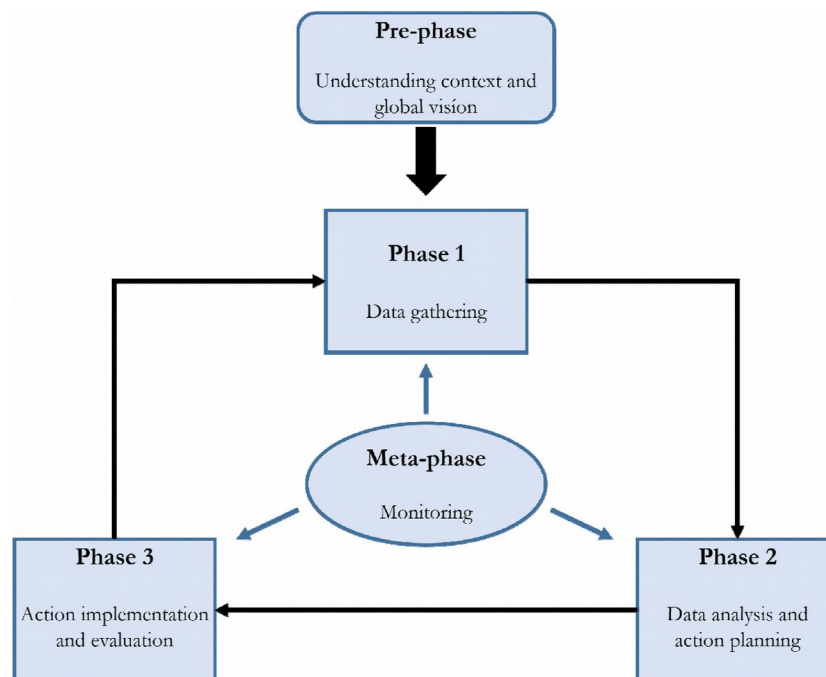 Pre-phase
Understanding context and
global visíon
Phase 1
Data gathering
Meta-phase
Monitoring
Phase 3
Action implementation
and evaluation
Phase 2
Data analysis and
action planning